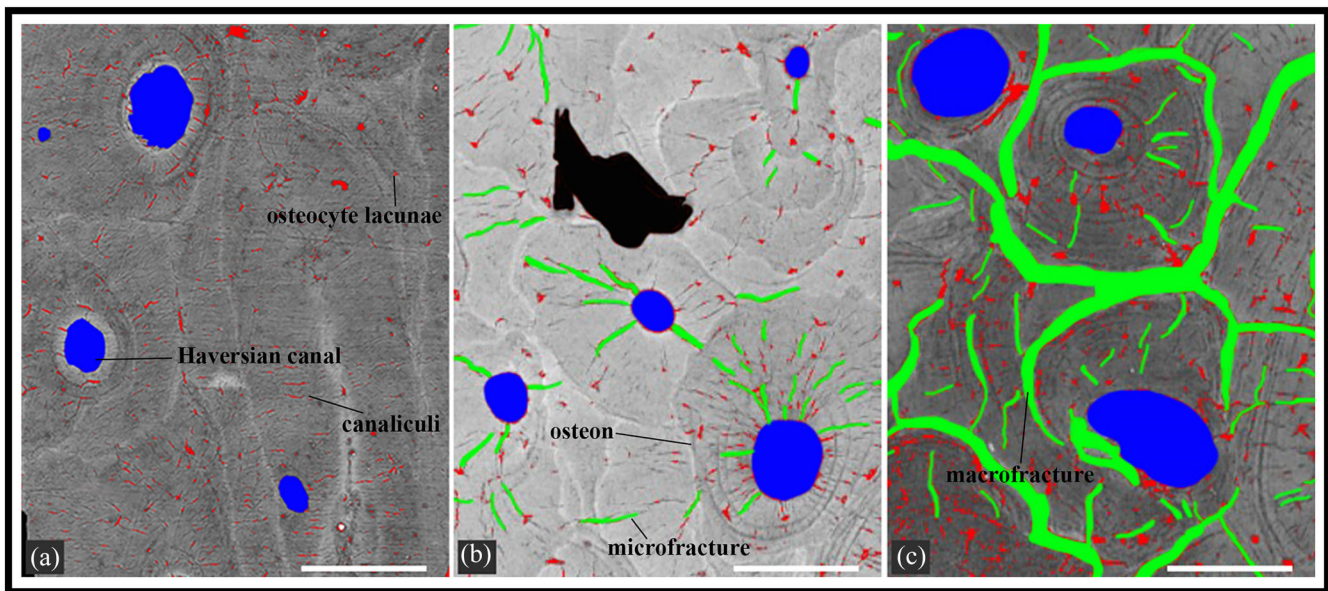 osteocyte lacunae
Haversian canal
canaliculi
(a)
osteon
microfracture
(b)
macrofracture
(c)